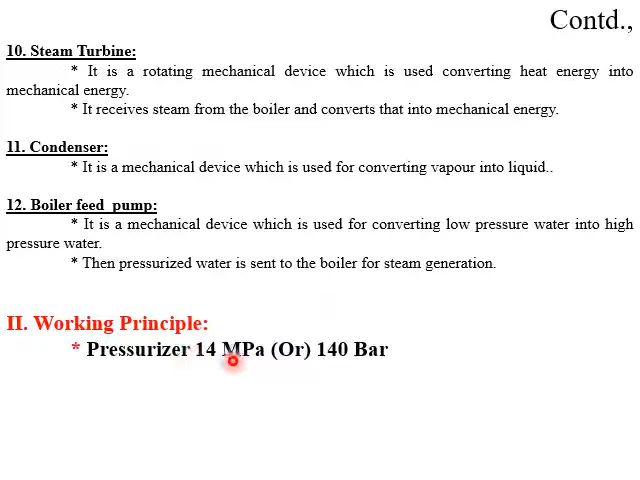 Contd.,
10. Steam Turbine:
* It is a rotating mechanical device which is used converting heat energy into
mechanical energy.
* It receives steam from the boiler and converts that into mechanical energy.
11. Condenser:
* It is a mechanical device which is used for converting vapour into liquid..
12. Boiler feed pump:
* It is a mechanical device which is used for converting low pressure water into high
pressure water.
* Then pressurized water is sent to the boiler for steam generation.
II. Working Principle:
* Pressurizer 14 MPa (Or) 140 Bar